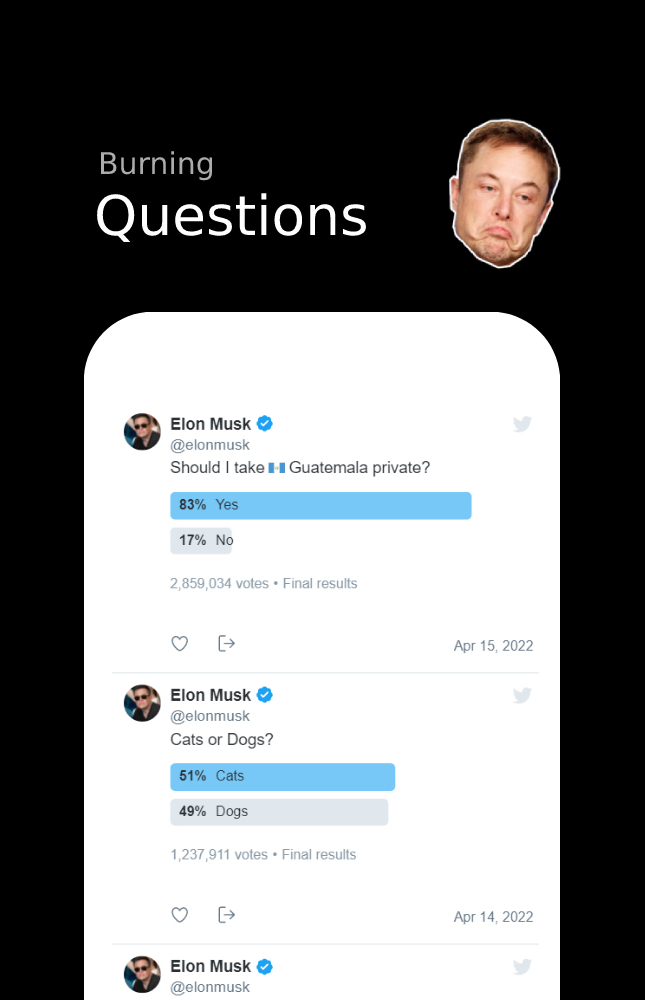 Burning
Questions
Elon Musk
@elonmusk
Should I take 🇬🇹 Guatemala private?
83% Yes
17% No
2,859,034 votes • Final results
Apr 15, 2022
Elon Musk
@elonmusk
Cats or Dogs?
51% Cats
49% Dogs
1,237,911 votes • Final results
Apr 14, 2022
Elon Musk
@elonmusk